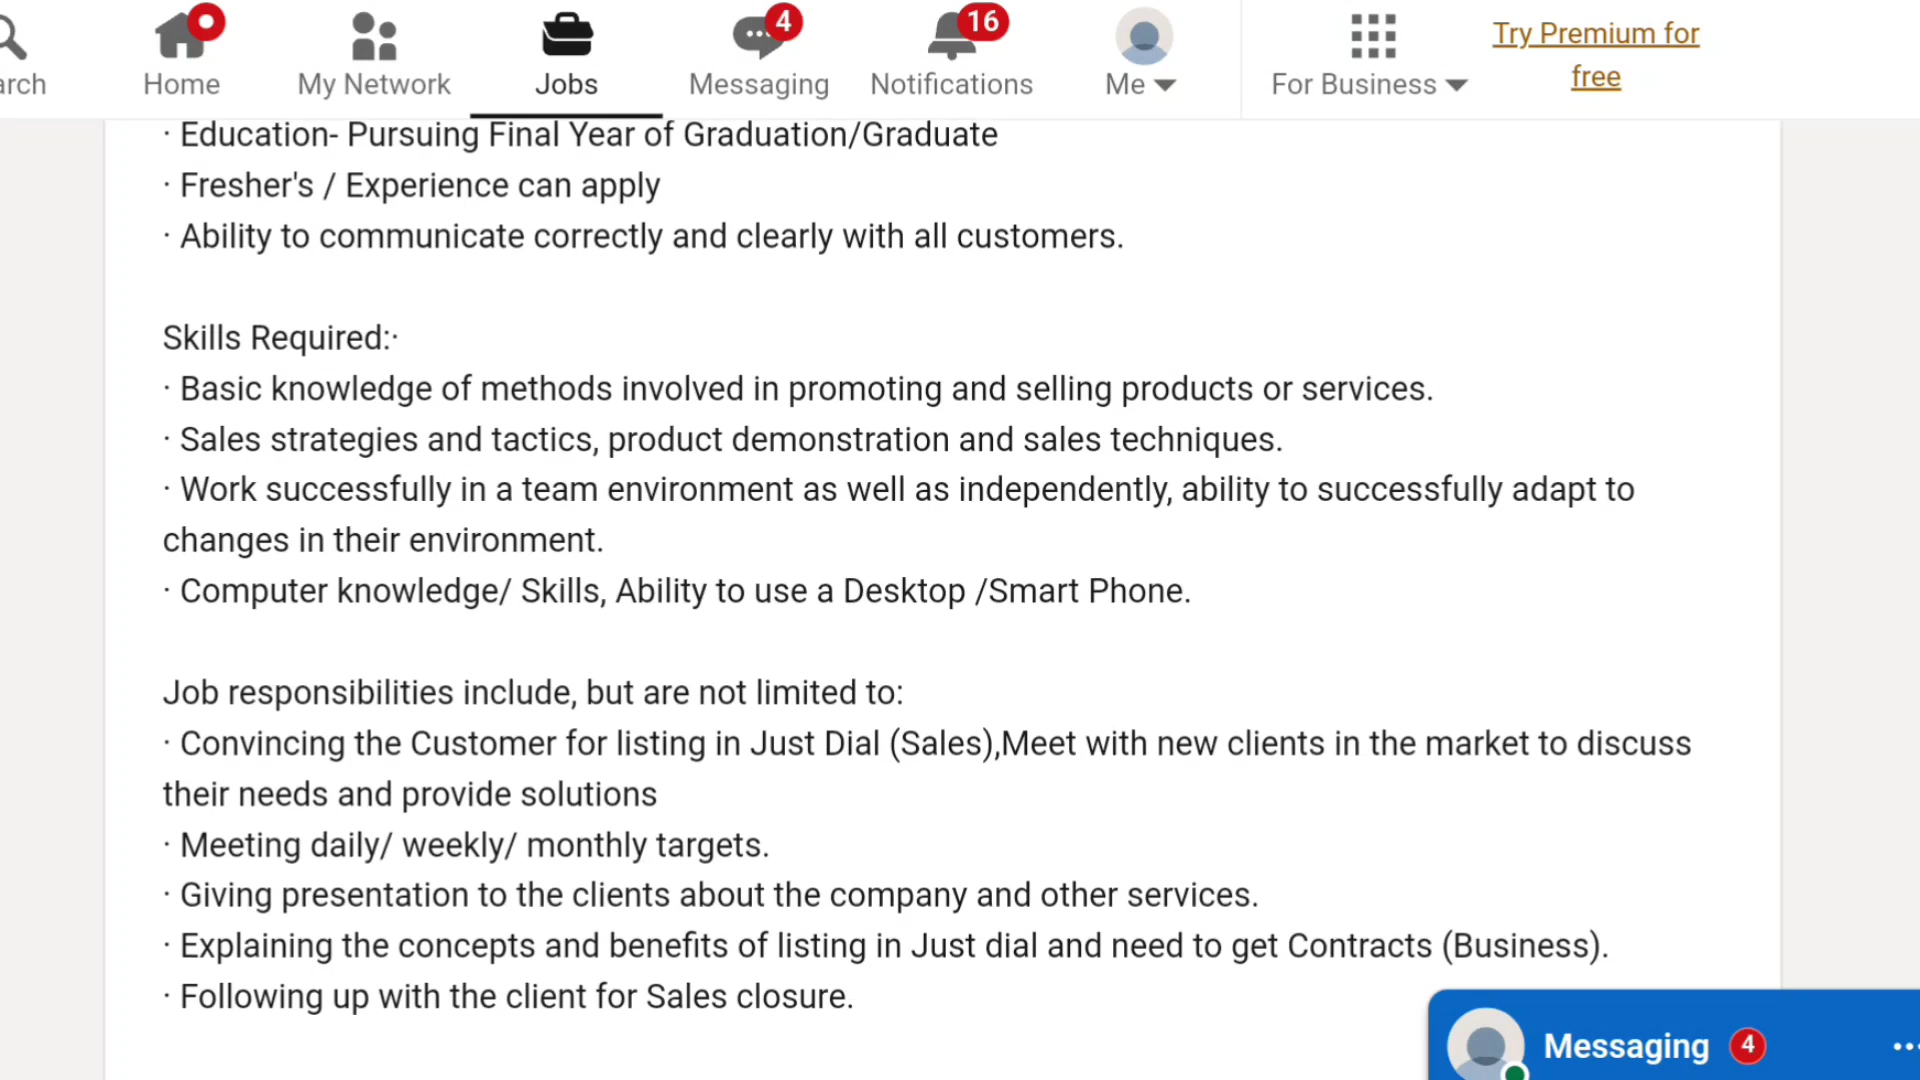 arch
Home
My Network
Jobs
4
Messaging
16
Notifications
Me
For Business
Try Premium for
free
· Education- Pursuing Final Year of Graduation/Graduate
· Fresher's / Experience can apply
· Ability to communicate correctly and clearly with all customers.
Skills Required:·
· Basic knowledge of methods involved in promoting and selling products or services.
· Sales strategies and tactics, product demonstration and sales techniques.
· Work successfully in a team environment as well as independently, ability to successfully adapt to
changes in their environment.
· Computer knowledge/ Skills, Ability to use a Desktop /Smart Phone.
Job responsibilities include, but are not limited to:
· Convincing the Customer for listing in Just Dial (Sales),Meet with new clients in the market to discuss
their needs and provide solutions
· Meeting daily/ weekly/ monthly targets.
· Giving presentation to the clients about the company and other services.
· Explaining the concepts and benefits of listing in Just dial and need to get Contracts (Business).
· Following up with the client for Sales closure.
Messaging 4